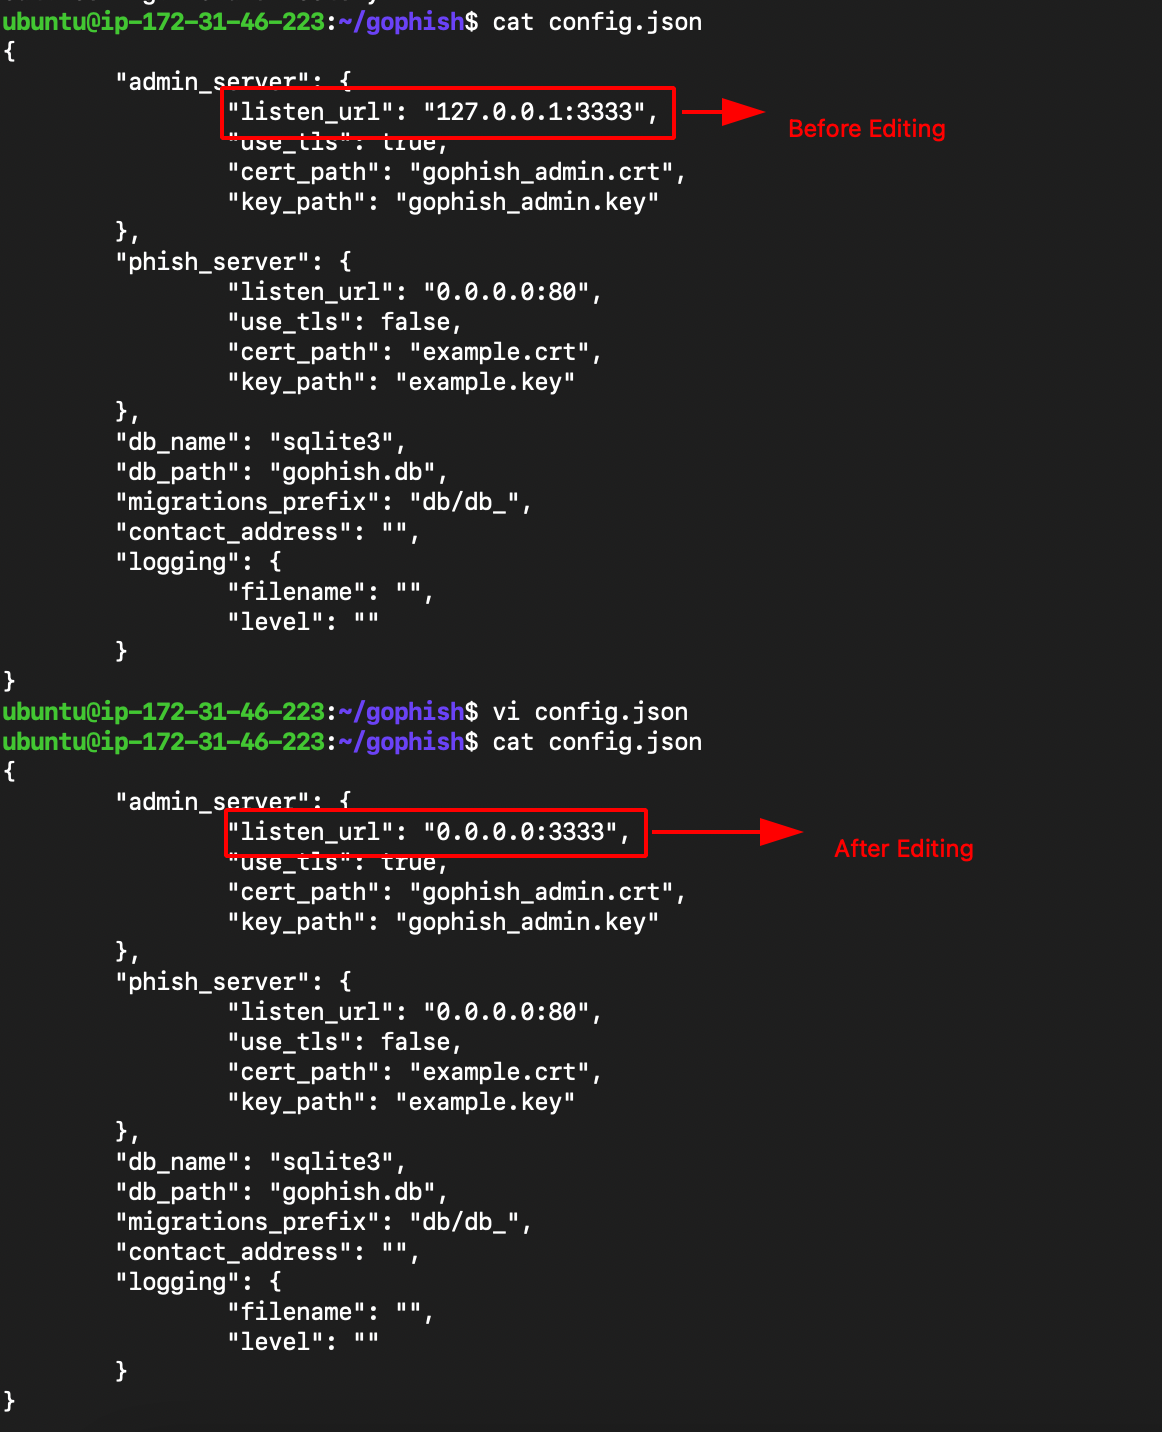 ubuntu@ip-172-31-46-223:~/gophish$ cat config.json
{
"admin_server": {
"listen_url": "127.0.0.1:3333",
Before Editing
"use_tls": true,
"cert_path": "gophish_admin.crt",
"key_path": "gophish_admin.key"
},
"phish_server": {
"listen_url": "0.0.0.0:80",
"use_tls": false,
"cert_path": "example.crt",
"key_path": "example.key"
},
"db_name": "sqlite3",
"db_path": "gophish.db",
"migrations_prefix": "db/db_",
"contact_address": "",
"logging": {
"filename": "",
"level": ""
}
}
ubuntu@ip-172-31-46-223:~/gophish$ vi config.json
ubuntu@ip-172-31-46-223:~/gophish$ cat config.json
{
"admin_server": {
"listen_url": "0.0.0.0:3333",
After Editing
"use_tls": true,
"cert_path": "gophish_admin.crt",
"key_path": "gophish_admin.key"
},
"phish_server": {
"listen_url": "0.0.0.0:80",
"use_tls": false,
"cert_path": "example.crt",
"key_path": "example.key"
},
"db_name": "sqlite3",
"db_path": "gophish.db",
"migrations_prefix": "db/db_",
"contact_address": "",
"logging": {
"filename": "",
"level": ""
}
}